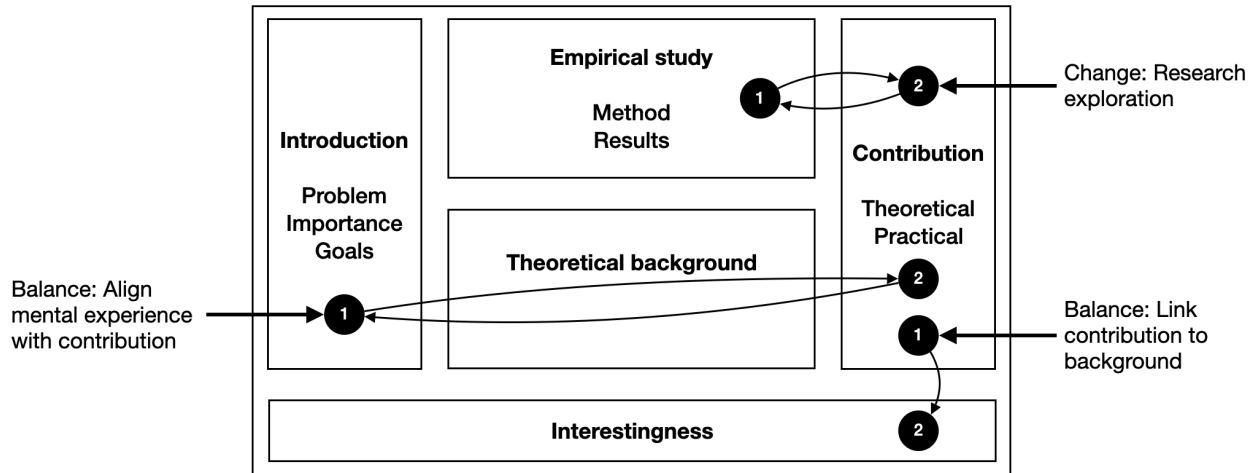 Introduction
Problem
Importance
Goals
Empirical study
Method
Results
1
2
Contribution
Theoretical
Practical
Change: Research
exploration
Theoretical background
2
1
Balance: Align
mental experience
with contribution
1
Balance: Link
contribution to
background
Interestingness
2